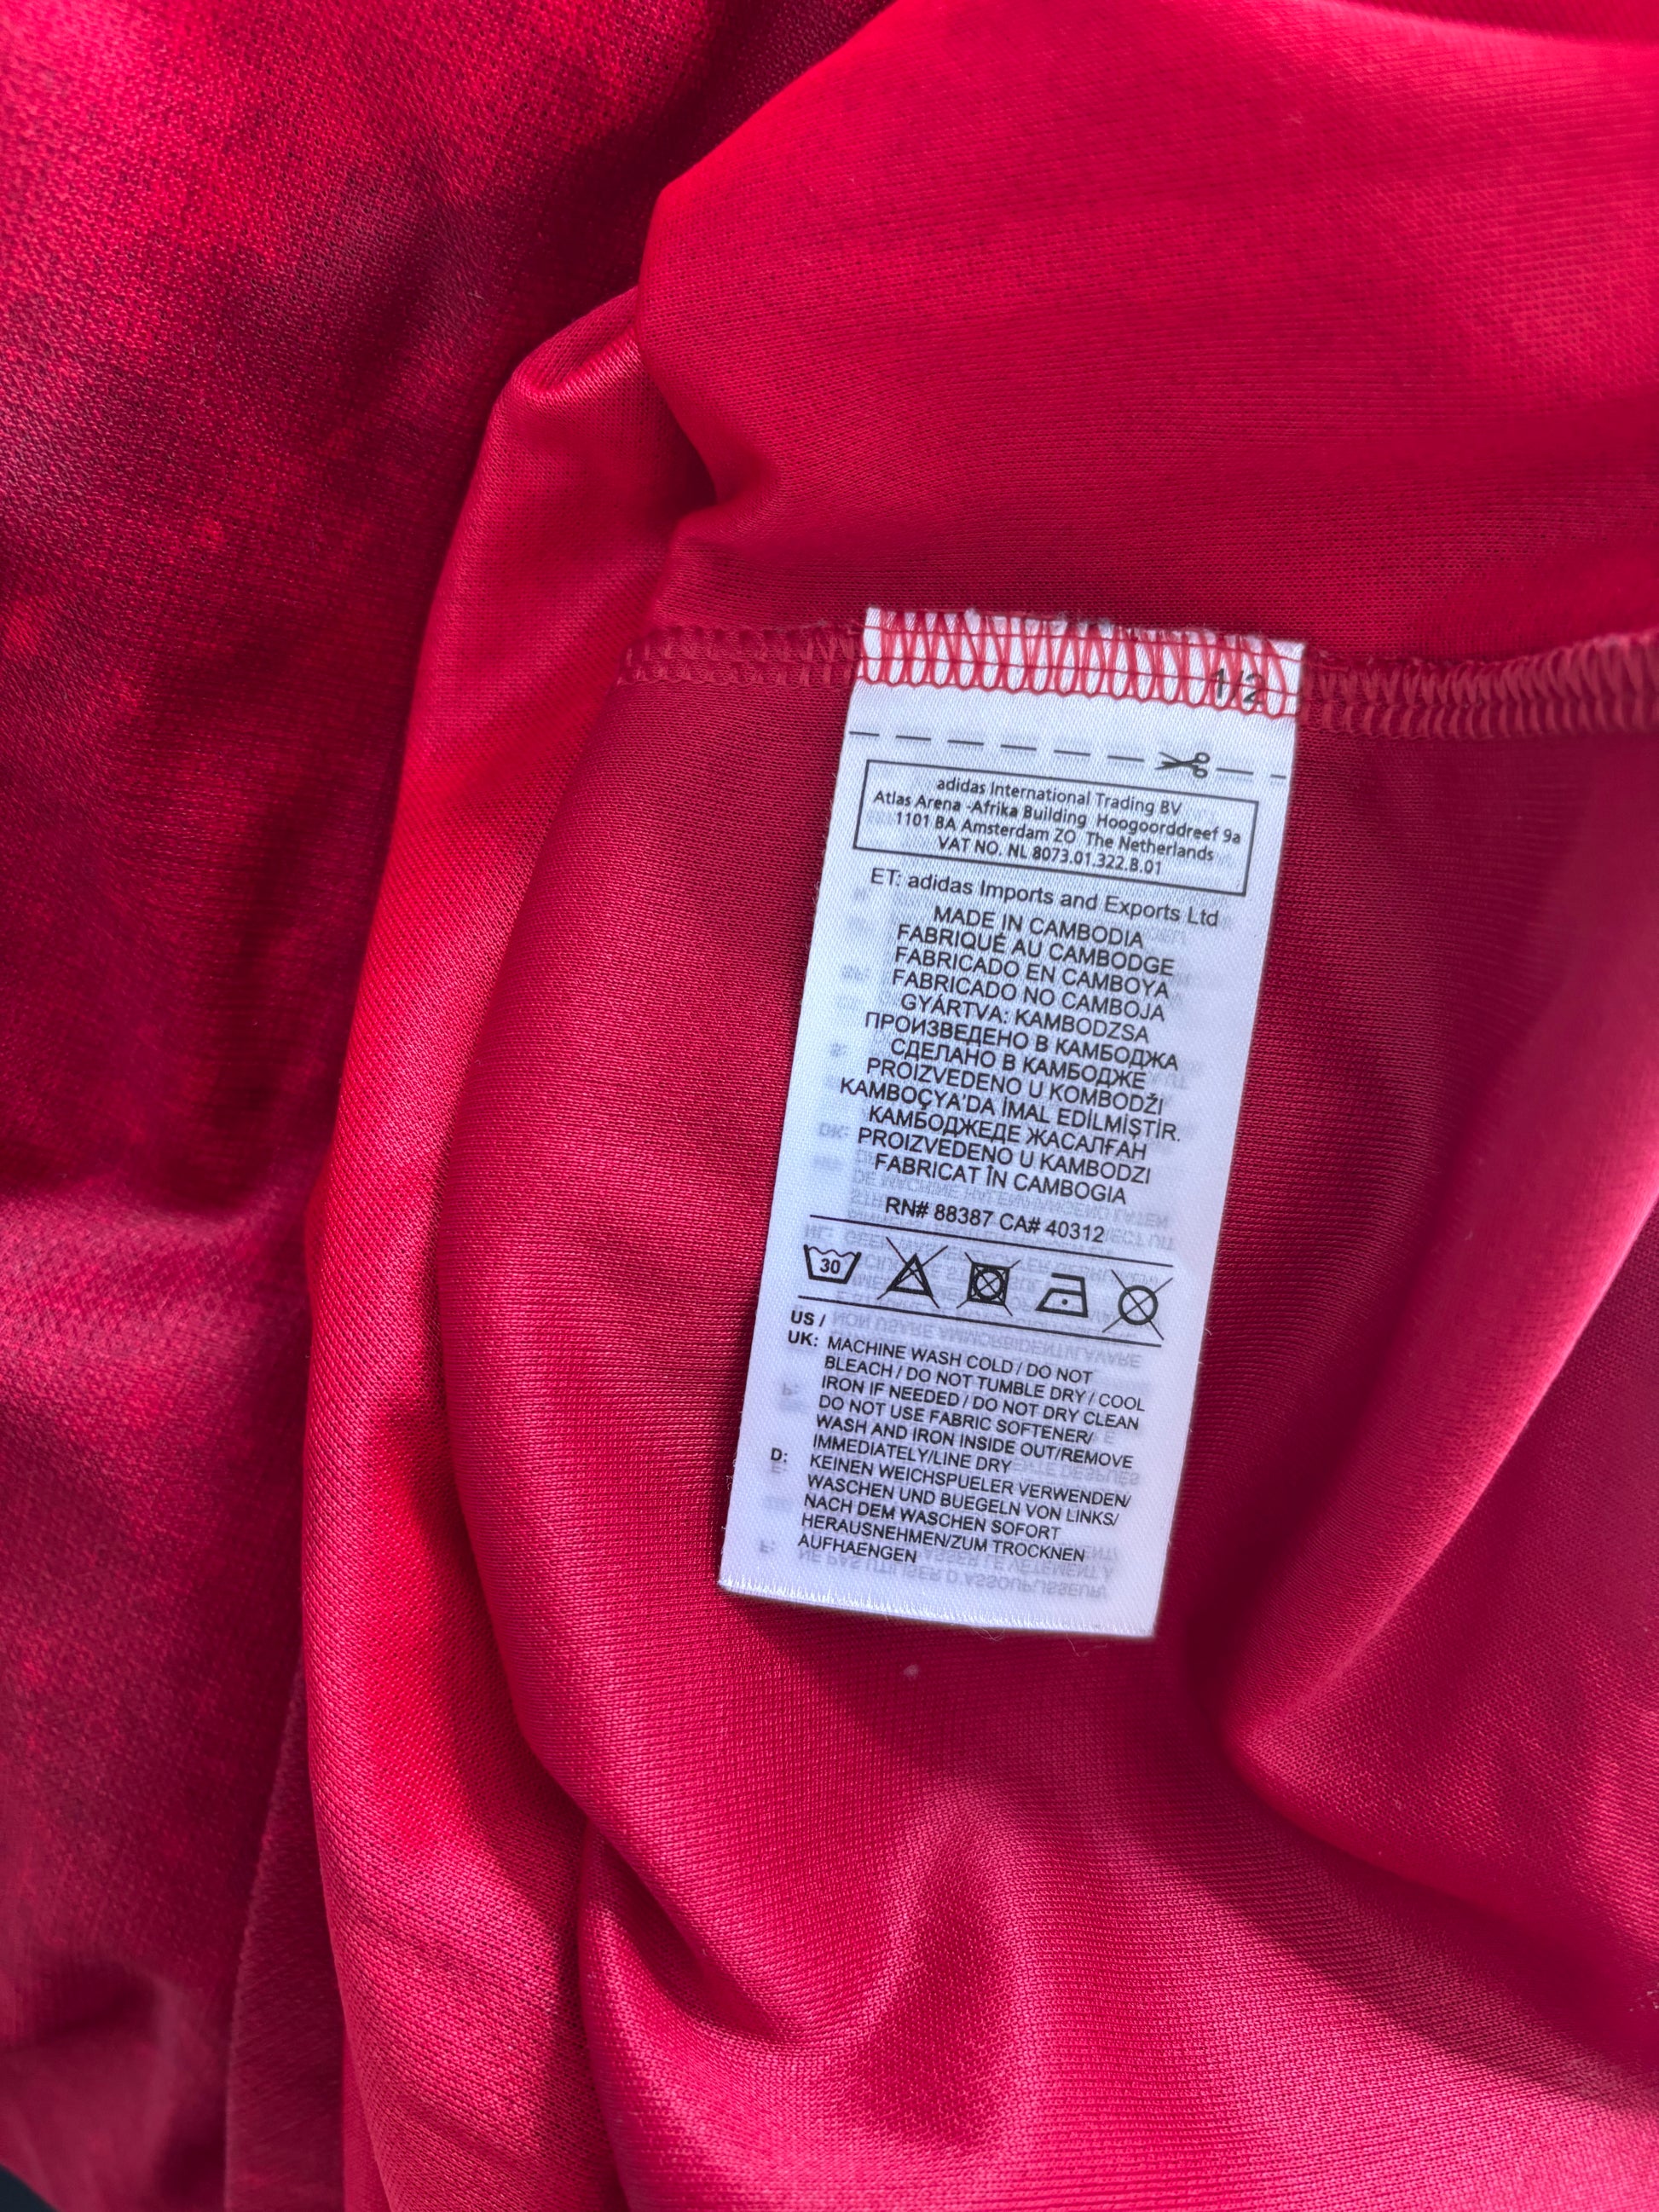 1/2
adidas International Trading BV
Atlas Arena -Afrika Building Hoogoorddreef 9a
1101 BA Amsterdam ZO The Netherlands
VAT NO. NL 8073.01.322.B.01
ET: adidas Imports and Exports Ltd
MADE IN CAMBODIA
FABRIQUÉ AU CAMBODGE
FABRICADO EN CAMBOYA
FABRICADO NO CAMBOJA
GYÁRTVA: KAMBODZSA
ПРОИЗВЕДЕНО В КАМБОДЖА
СДЕЛАНО В КАМБОДЖЕ
PROIZVEDENO U KOMBODŽI
KAMBOÇYA'DA İMAL EDİLMİŞTİR.
КАМБОДЖЕДЕ ЖАСАЛҒАН
PROIZVEDENO U KAMBODZI
FABRICAT ÎN CAMBOGIA
RN# 88387 CA# 40312
30
US /
UK: MACHINE WASH COLD / DO NOT
BLEACH / DO NOT TUMBLE DRY / COOL
IRON IF NEEDED / DO NOT DRY CLEAN
DO NOT USE FABRIC SOFTENER/
WASH AND IRON INSIDE OUT/REMOVE
IMMEDIATELY/LINE DRY
D: KEINEN WEICHSPUELER VERWENDEN/
WASCHEN UND BUEGELN VON LINKS/
NACH DEM WASCHEN SOFORT
HERAUSNEHMEN/ZUM TROCKNEN
AUFHAENGEN